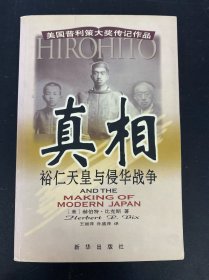 美国普利策大奖传记作品
HIROHITO
真相
裕仁天皇与侵华战争
AND THE
MAKING OF
MODERN JAPAN
[美] 赫伯特·比克斯 著
Herbert P. Bix
王丽萍 孙盛萍 译
新华出版社